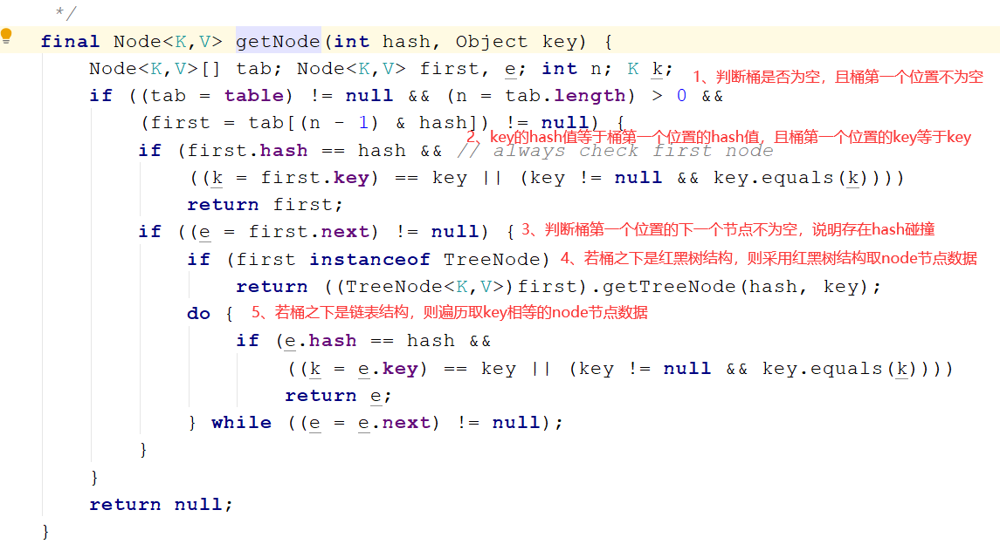 */
final Node<K,V> getNode(int hash, Object key) {
Node<K,V>[] tab; Node<K,V> first, e; int n; K k;
1、判断桶是否为空，且桶第一个位置不为空
if ((tab = table) != null && (n = tab.length) > 0 &&
(first = tab[(n - 1) & hash]) != null) {
2、key的hash值等于桶第一个位置的hash值，且桶第一个位置的key等于key
if (first.hash == hash && // always check first node
((k = first.key) == key || (key != null && key.equals(k))))
return first;
if ((e = first.next) != null) { 3、判断桶第一个位置的下一个节点不为空，说明存在hash碰撞
if (first instanceof TreeNode) 4、若桶之下是红黑树结构，则采用红黑树结构取node节点数据
return ((TreeNode<K,V>)first).getTreeNode(hash, key);
do { 5、若桶之下是链表结构，则遍历取key相等的node节点数据
if (e.hash == hash &&
((k = e.key) == key || (key != null && key.equals(k))))
return e;
} while ((e = e.next) != null);
}
}
return null;
}